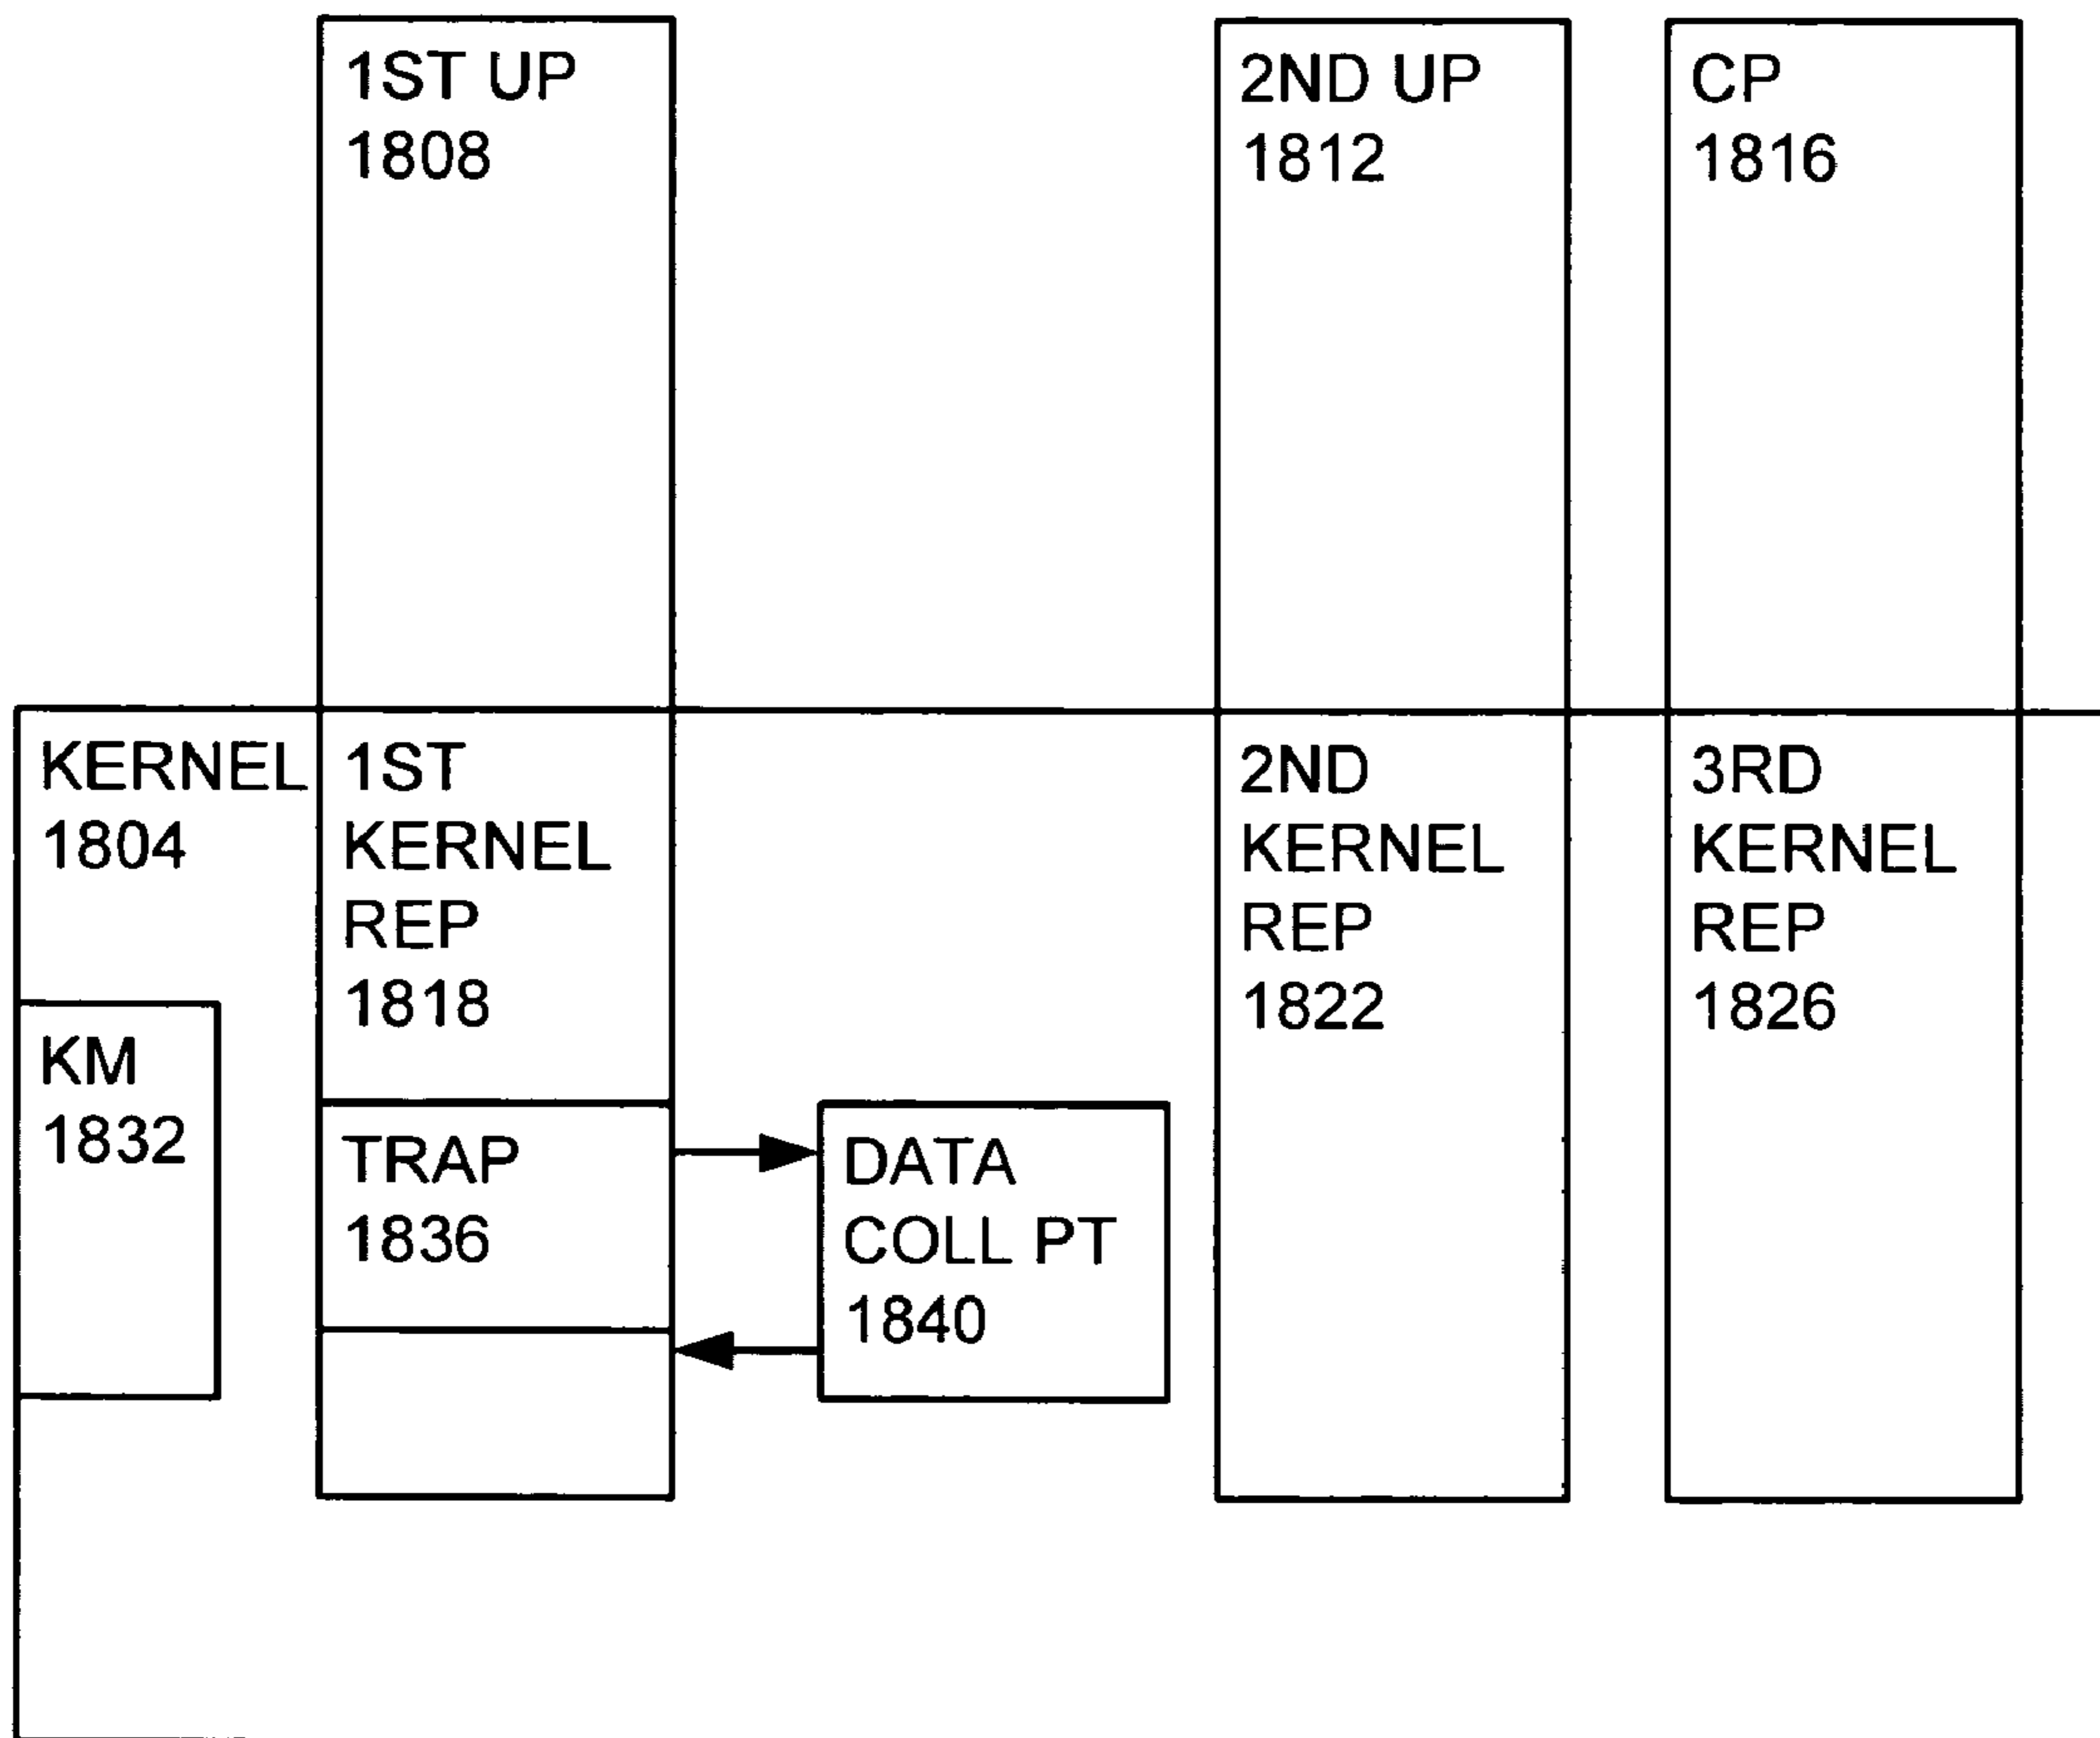 1ST UP
1808
2ND UP
1812
CP
1816
KERNEL
1804
1ST
KERNEL
REP
1818
2ND
KERNEL
REP
1822
3RD
KERNEL
REP
1826
KM
1832
TRAP
1836
DATA
COLL PT
1840